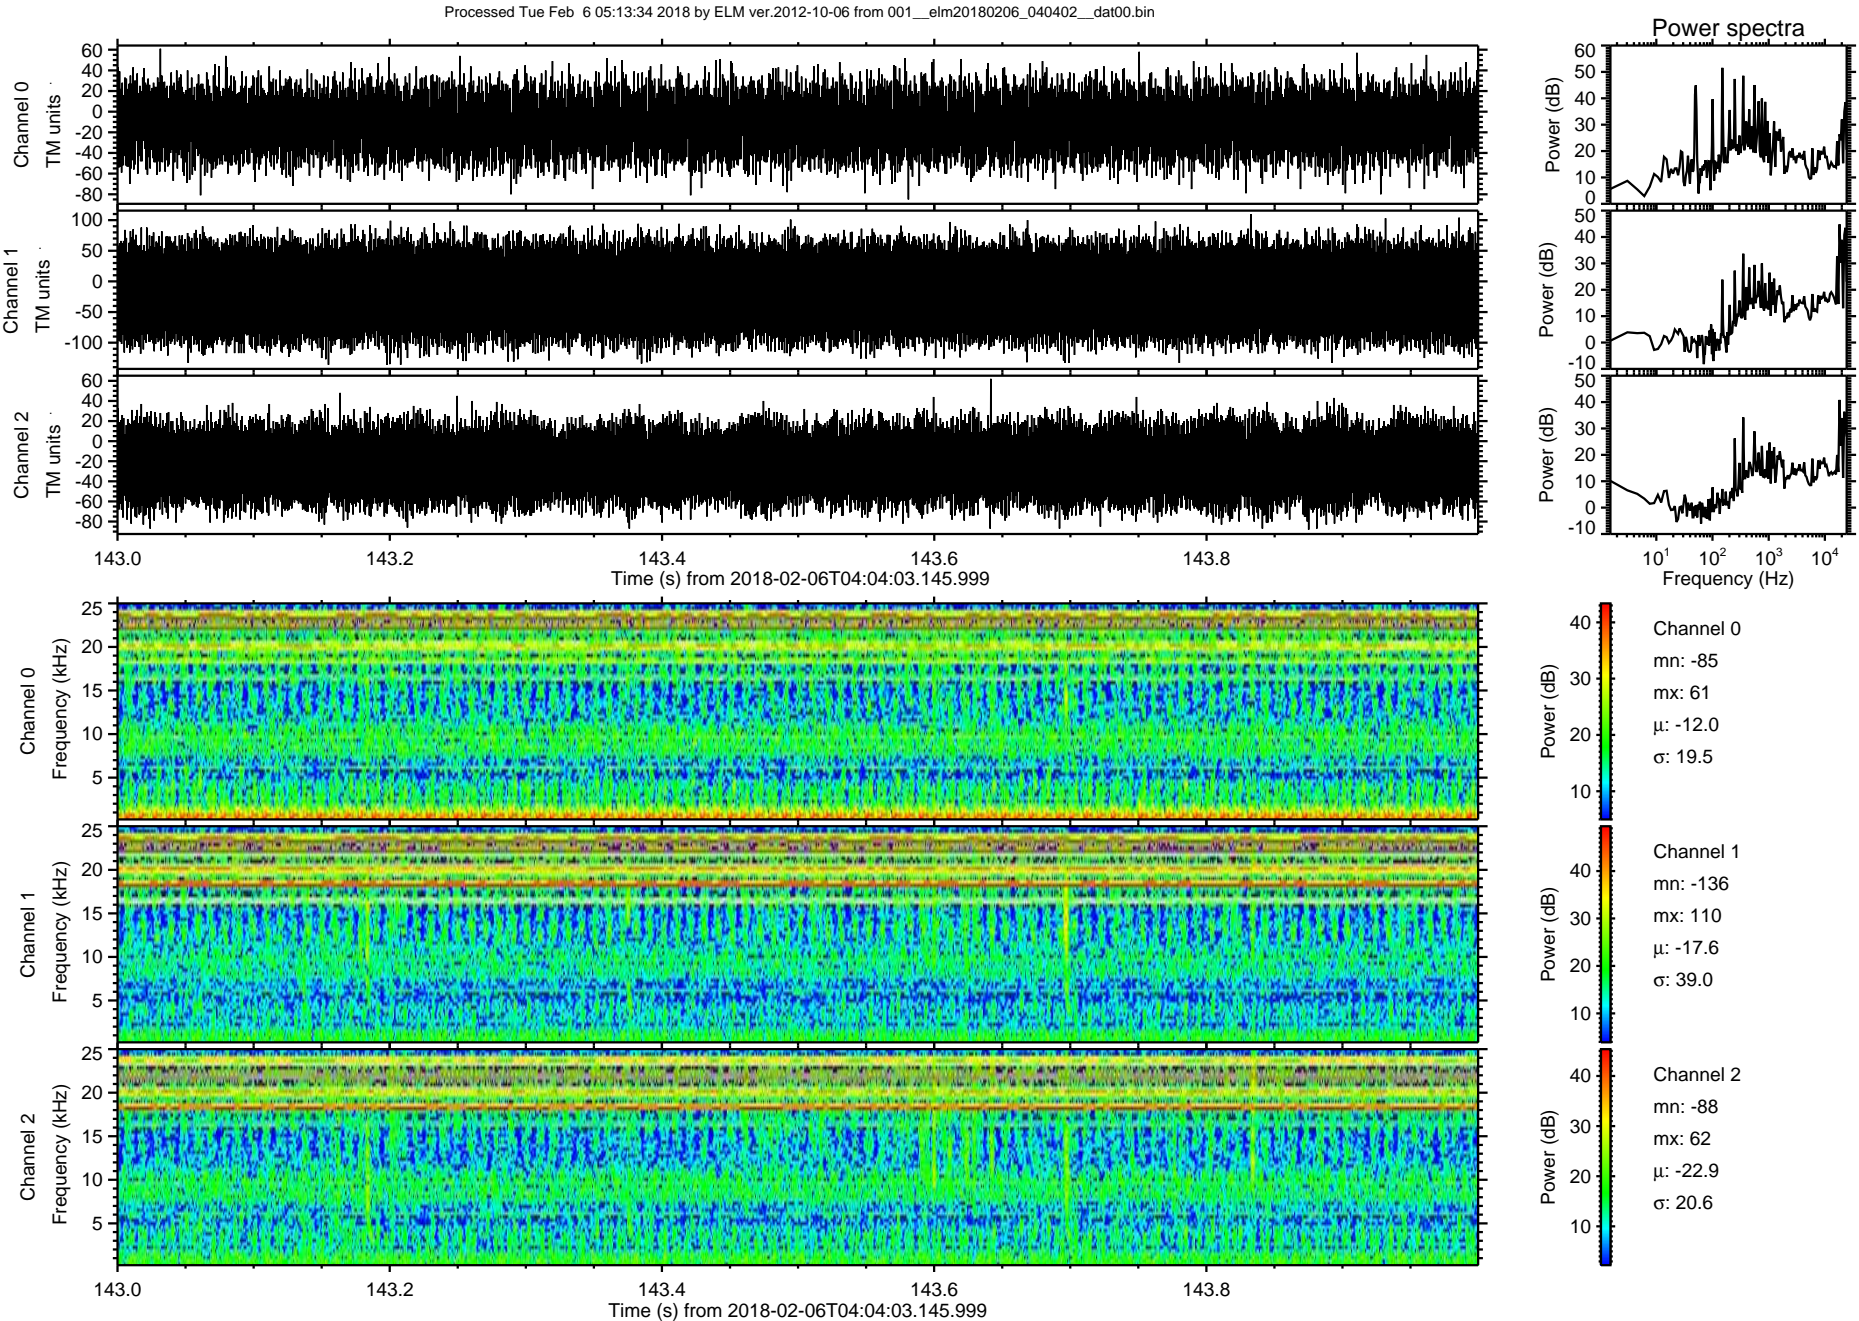 Processed Tue Feb  6 05:13:34 2018 by ELM ver.2012-10-06 from 001__elm20180206_040402__dat00.bin
Power spectra
Channel 0
TM units
60
40
20
0
-20
-40
-60
-80
Power (dB)
60
50
40
30
20
10
0
Channel 1
TM units
100
50
0
-50
-100
Power (dB)
50
40
30
20
10
0
-10
Channel 2
TM units
60
40
20
0
-20
-40
-60
-80
Power (dB)
50
40
30
20
10
0
-10
143.0 143.2 143.4 143.6 143.8
Time (s) from 2018-02-06T04:04:03.145.999
10^1 10^2 10^3 10^4
Frequency (Hz)
Channel 0
Frequency (kHz)
25
20
15
10
5
Power (dB)
40
30
20
10
Channel 0
mn: -85
mx: 61
μ: -12.0
σ: 19.5
Channel 1
Frequency (kHz)
25
20
15
10
5
Power (dB)
40
30
20
10
Channel 1
mn: -136
mx: 110
μ: -17.6
σ: 39.0
Channel 2
Frequency (kHz)
25
20
15
10
5
Power (dB)
40
30
20
10
Channel 2
mn: -88
mx: 62
μ: -22.9
σ: 20.6
143.0 143.2 143.4 143.6 143.8
Time (s) from 2018-02-06T04:04:03.145.999